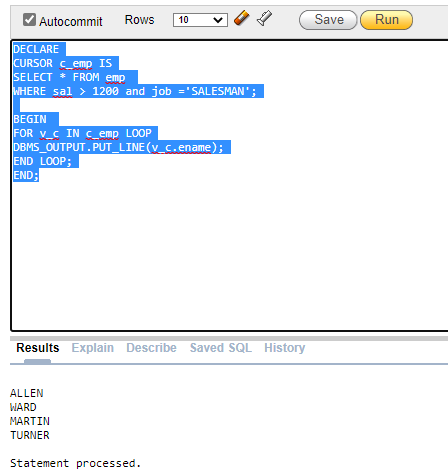 Autocommit Rows 10 Save Run
DECLARE
CURSOR c_emp IS
SELECT * FROM emp
WHERE sal > 1200 and job ='SALESMAN';
BEGIN
FOR v_c IN c_emp LOOP
DBMS_OUTPUT.PUT_LINE(v_c.ename);
END LOOP;
END;
Results Explain Describe Saved SQL History
ALLEN
WARD
MARTIN
TURNER
Statement processed.